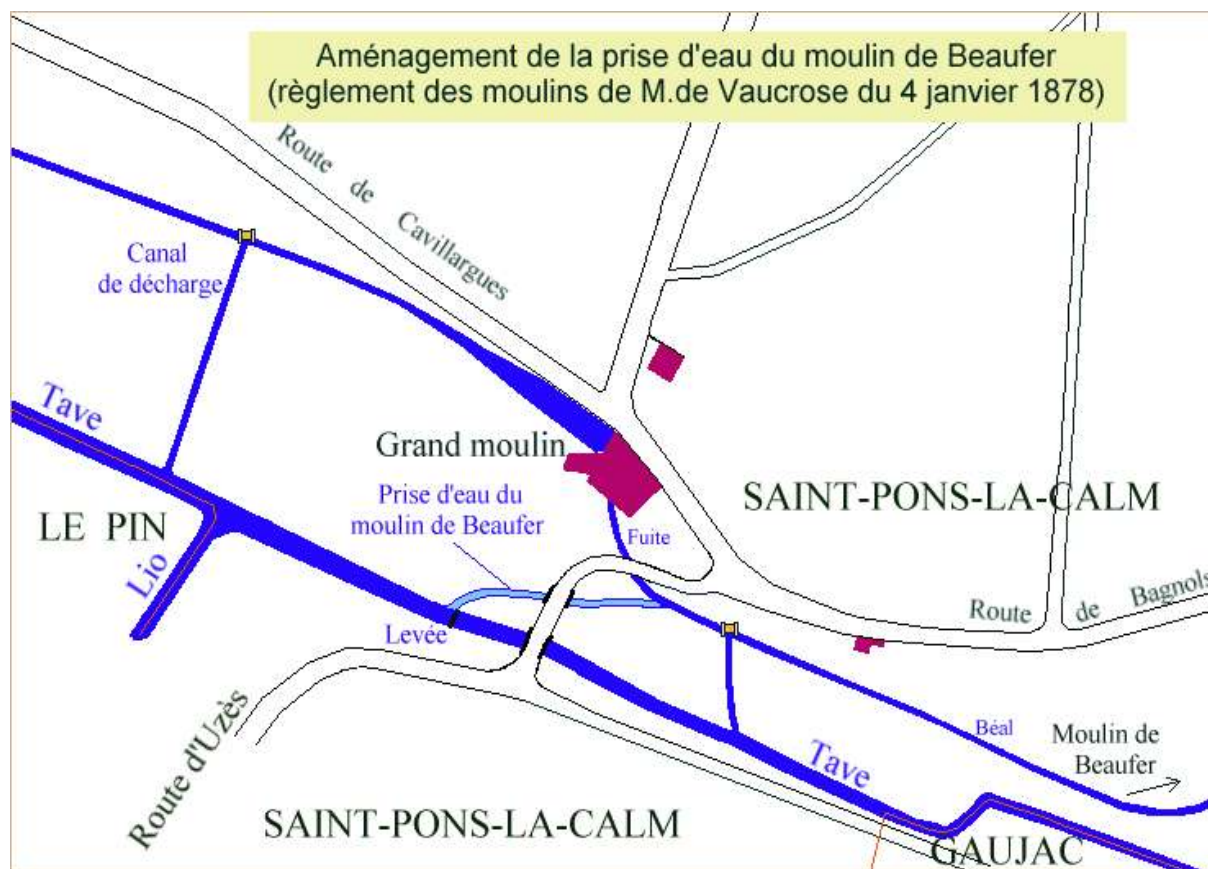 Aménagement de la prise d'eau du moulin de Beaufer
(règlement des moulins de M.de Vaucrose du 4 janvier 1878)
Route de Cavillargues
Canal
de décharge
Tave
Grand moulin
SAINT-PONS-LA-CALM
Prise d'eau du
moulin de Beaufer
LE PIN
Lio
Fuite
Levée
Route de Bagnols
Route d'Uzès
Béal
Moulin de
Beaufer
Tave
SAINT-PONS-LA-CALM
GAUJAC